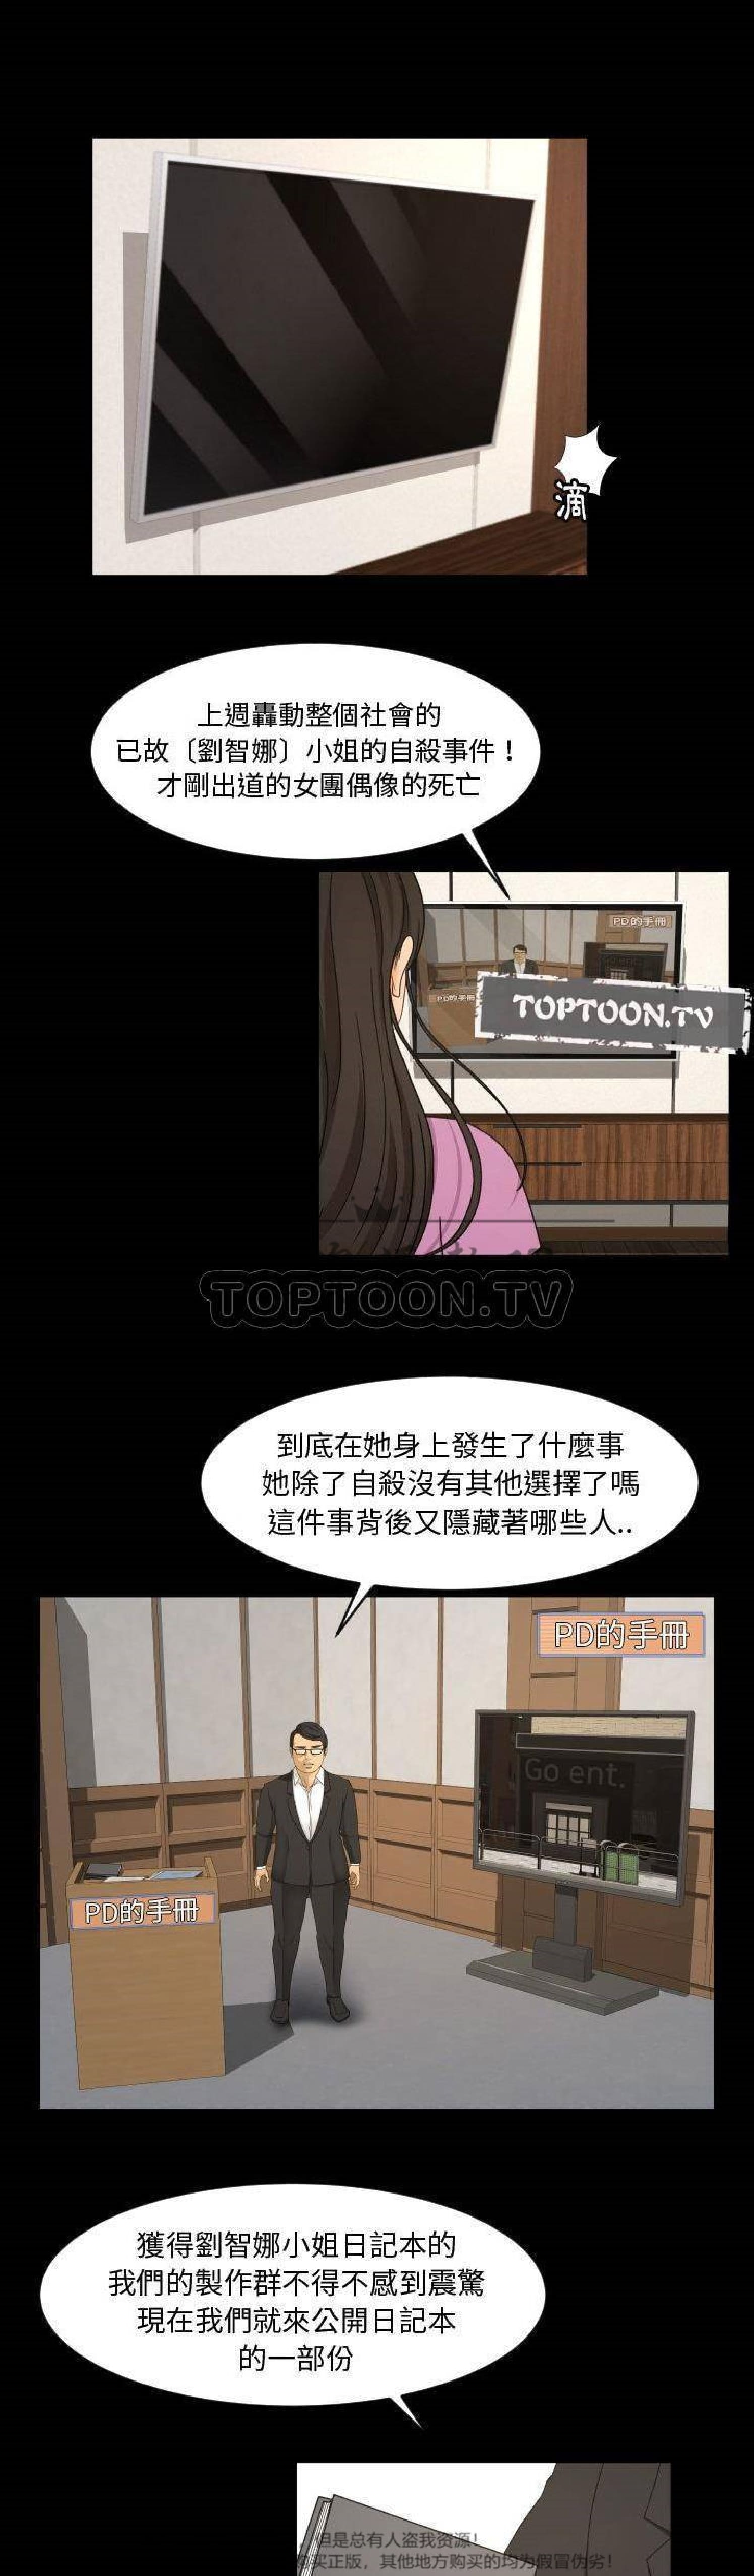 滴
上週轟動整個社會的
已故〔劉智娜〕小姐的自殺事件！
才剛出道的女團偶像的死亡
PD的手冊
Go ent.
PD的手冊
TOPTOON.TV
TOPTOON.TV
到底在她身上發生了什麼事
她除了自殺沒有其他選擇了嗎
這件事背後又隱藏著哪些人..
PD的手冊
Go ent.
PD的手冊
獲得劉智娜小姐日記本的
我們的製作群不得不感到震驚
現在我們就來公開日記本
的一部份
但是总有人盗我资源！
买正版，其他地方购买的均为假冒伪劣！